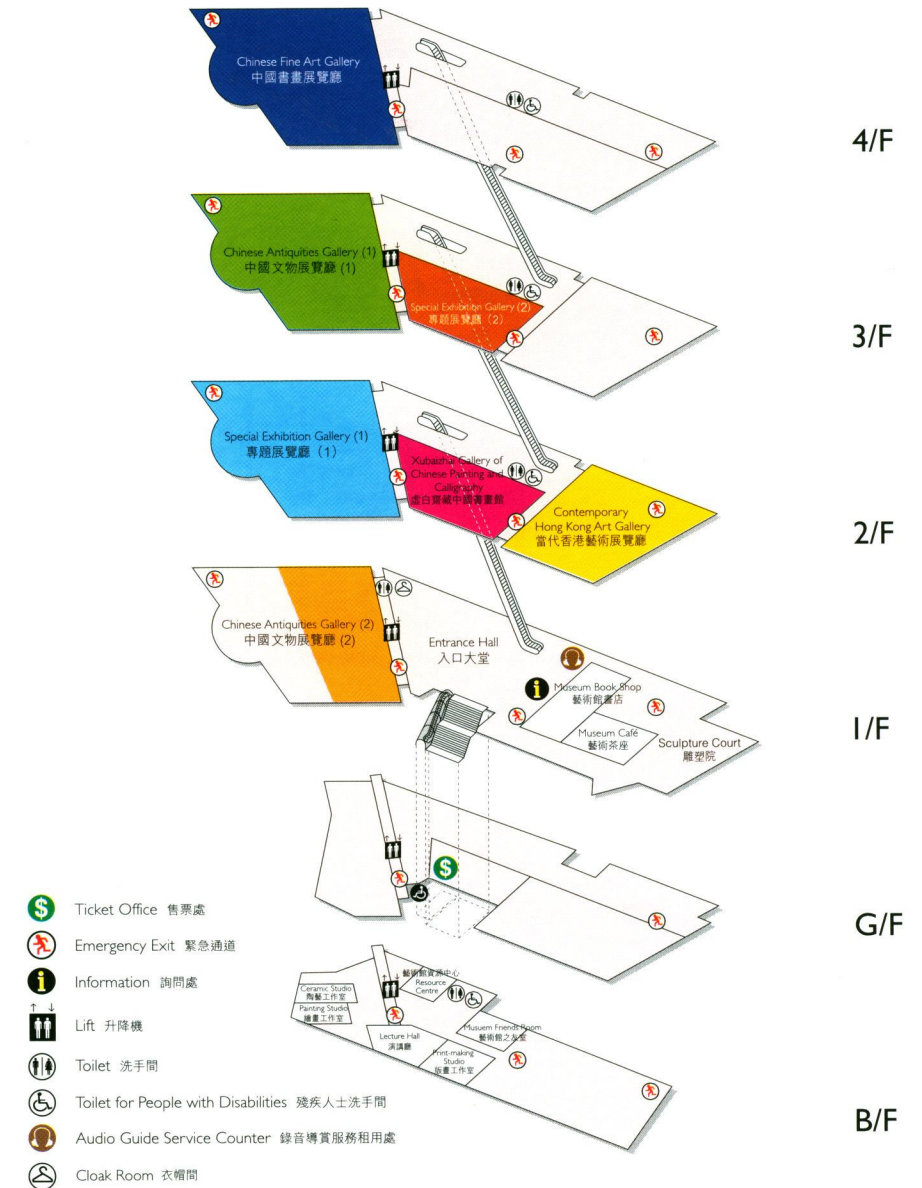 Chinese Fine Art Gallery
中國書畫展覽廳
4/F
Chinese Antiquities Gallery (1)
中國文物展覽廳 (1)
Special Exhibition Gallery (2)
專題展覽廳（2）
3/F
Special Exhibition Gallery (1)
專題展覽廳（1）
Xubaizhai Gallery of
Chinese Painting and
Calligraphy
虛白齋藏中國書畫館
Contemporary
Hong Kong Art Gallery
當代香港藝術展覽廳
2/F
Chinese Antiquities Gallery (2)
中國文物展覽廳 (2)
Entrance Hall
入口大堂
i
Museum Book Shop
藝術館書店
Museum Café
藝術茶座
Sculpture Court
雕塑院
1/F
$
G/F
Ceramic Studio
陶藝工作室
Painting Studio
繪畫工作室
藝術館資源中心
Resource
Centre
Lecture Hall
演講廳
Print-making
Studio
版畫工作室
Musuem Friends Room
藝術館之友室
B/F
$ Ticket Office 售票處
Emergency Exit 緊急通道
i Information 詢問處
Lift 升降機
Toilet 洗手間
Toilet for People with Disabilities 殘疾人士洗手間
Audio Guide Service Counter 錄音導賞服務租用處
Cloak Room 衣帽間